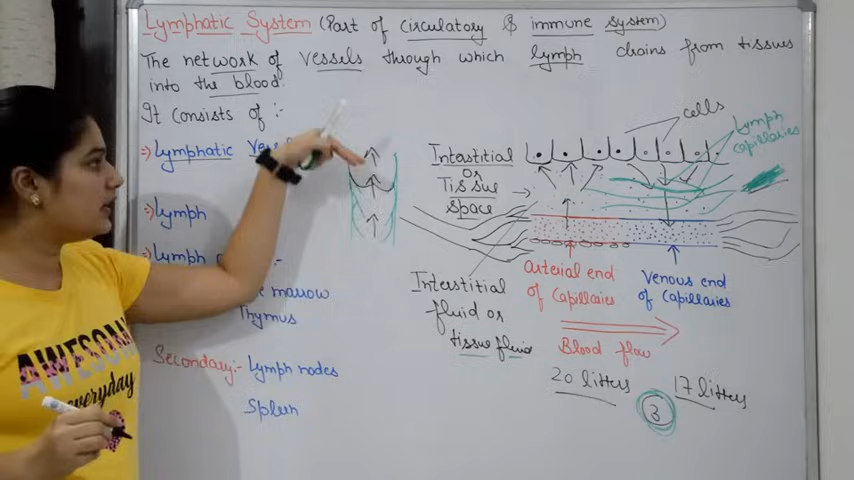 Lymphatic System (Part of Circulatory & immune system)
The network of vessels through which lymph drains from tissues
into the blood.
It consists of :-
⇒ Lymphatic
⇒ Lymph
⇒ Lymph
marrow
Thymus
Secondary:- Lymph nodes
Spleen
cells
Lymph
capillaries
Interstitial
or
Tissue
space
Interstitial
fluid or
tissue fluid
Arterial end
of Capillaries
Venous end
of Capillaries
Blood flow
20 litters
3
17 litters
AWESOME
everyday